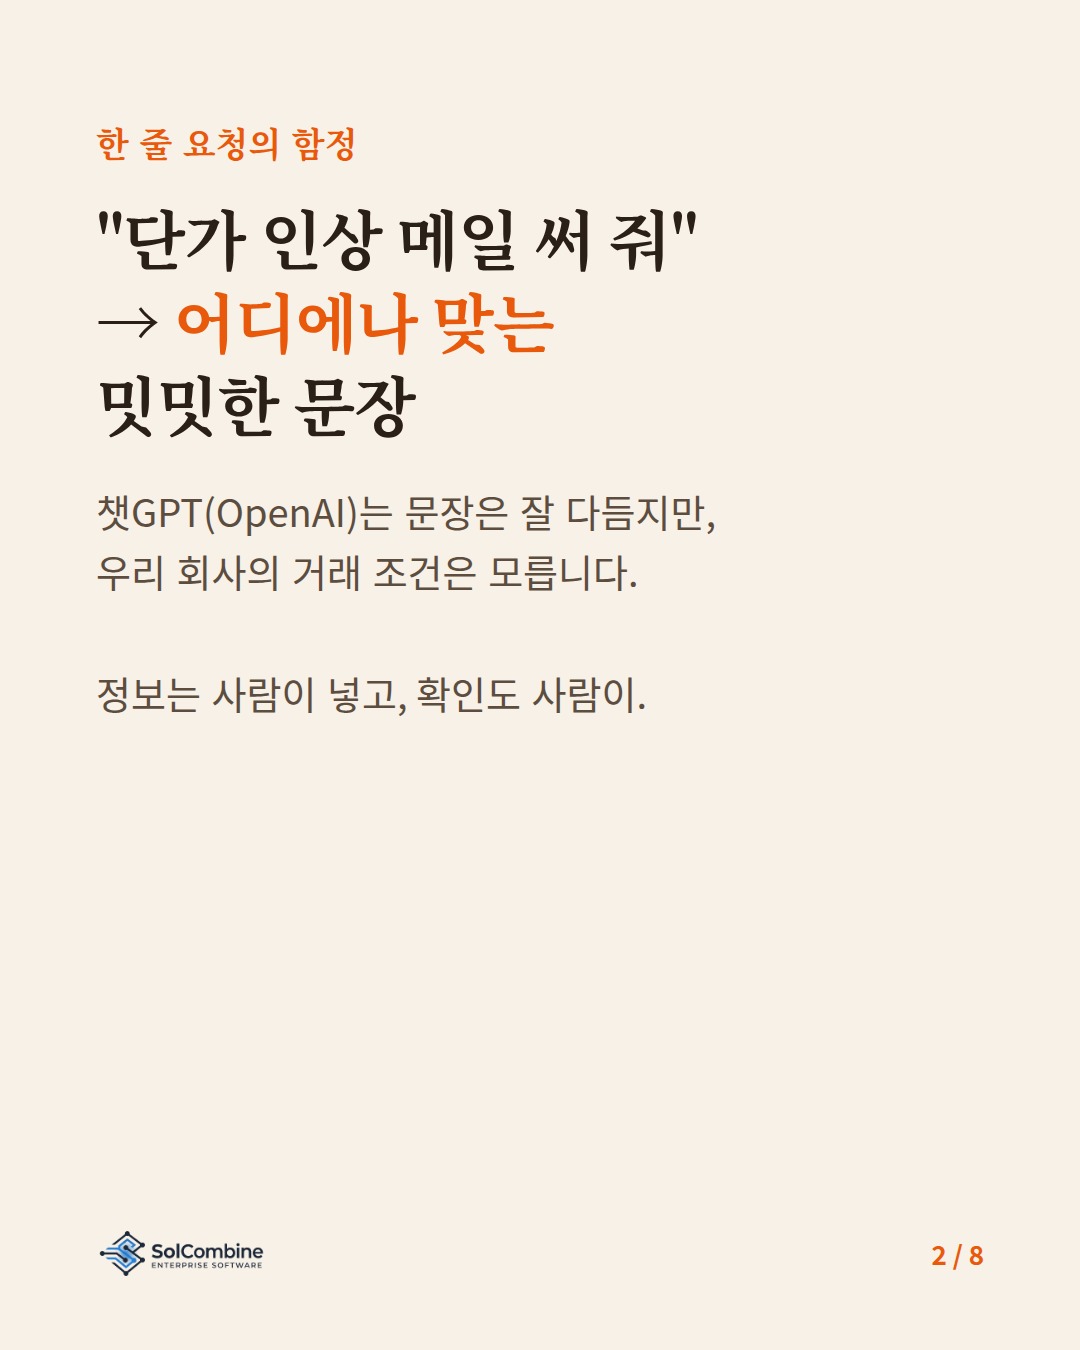 한 줄 요청의 함정
"단가 인상 메일 써 줘"
→ 어디에나 맞는
밋밋한 문장
챗GPT(OpenAI)는 문장은 잘 다듬지만,
우리 회사의 거래 조건은 모릅니다.
정보는 사람이 넣고, 확인도 사람이.
SolCombine
ENTERPRISE SOFTWARE
2 / 8